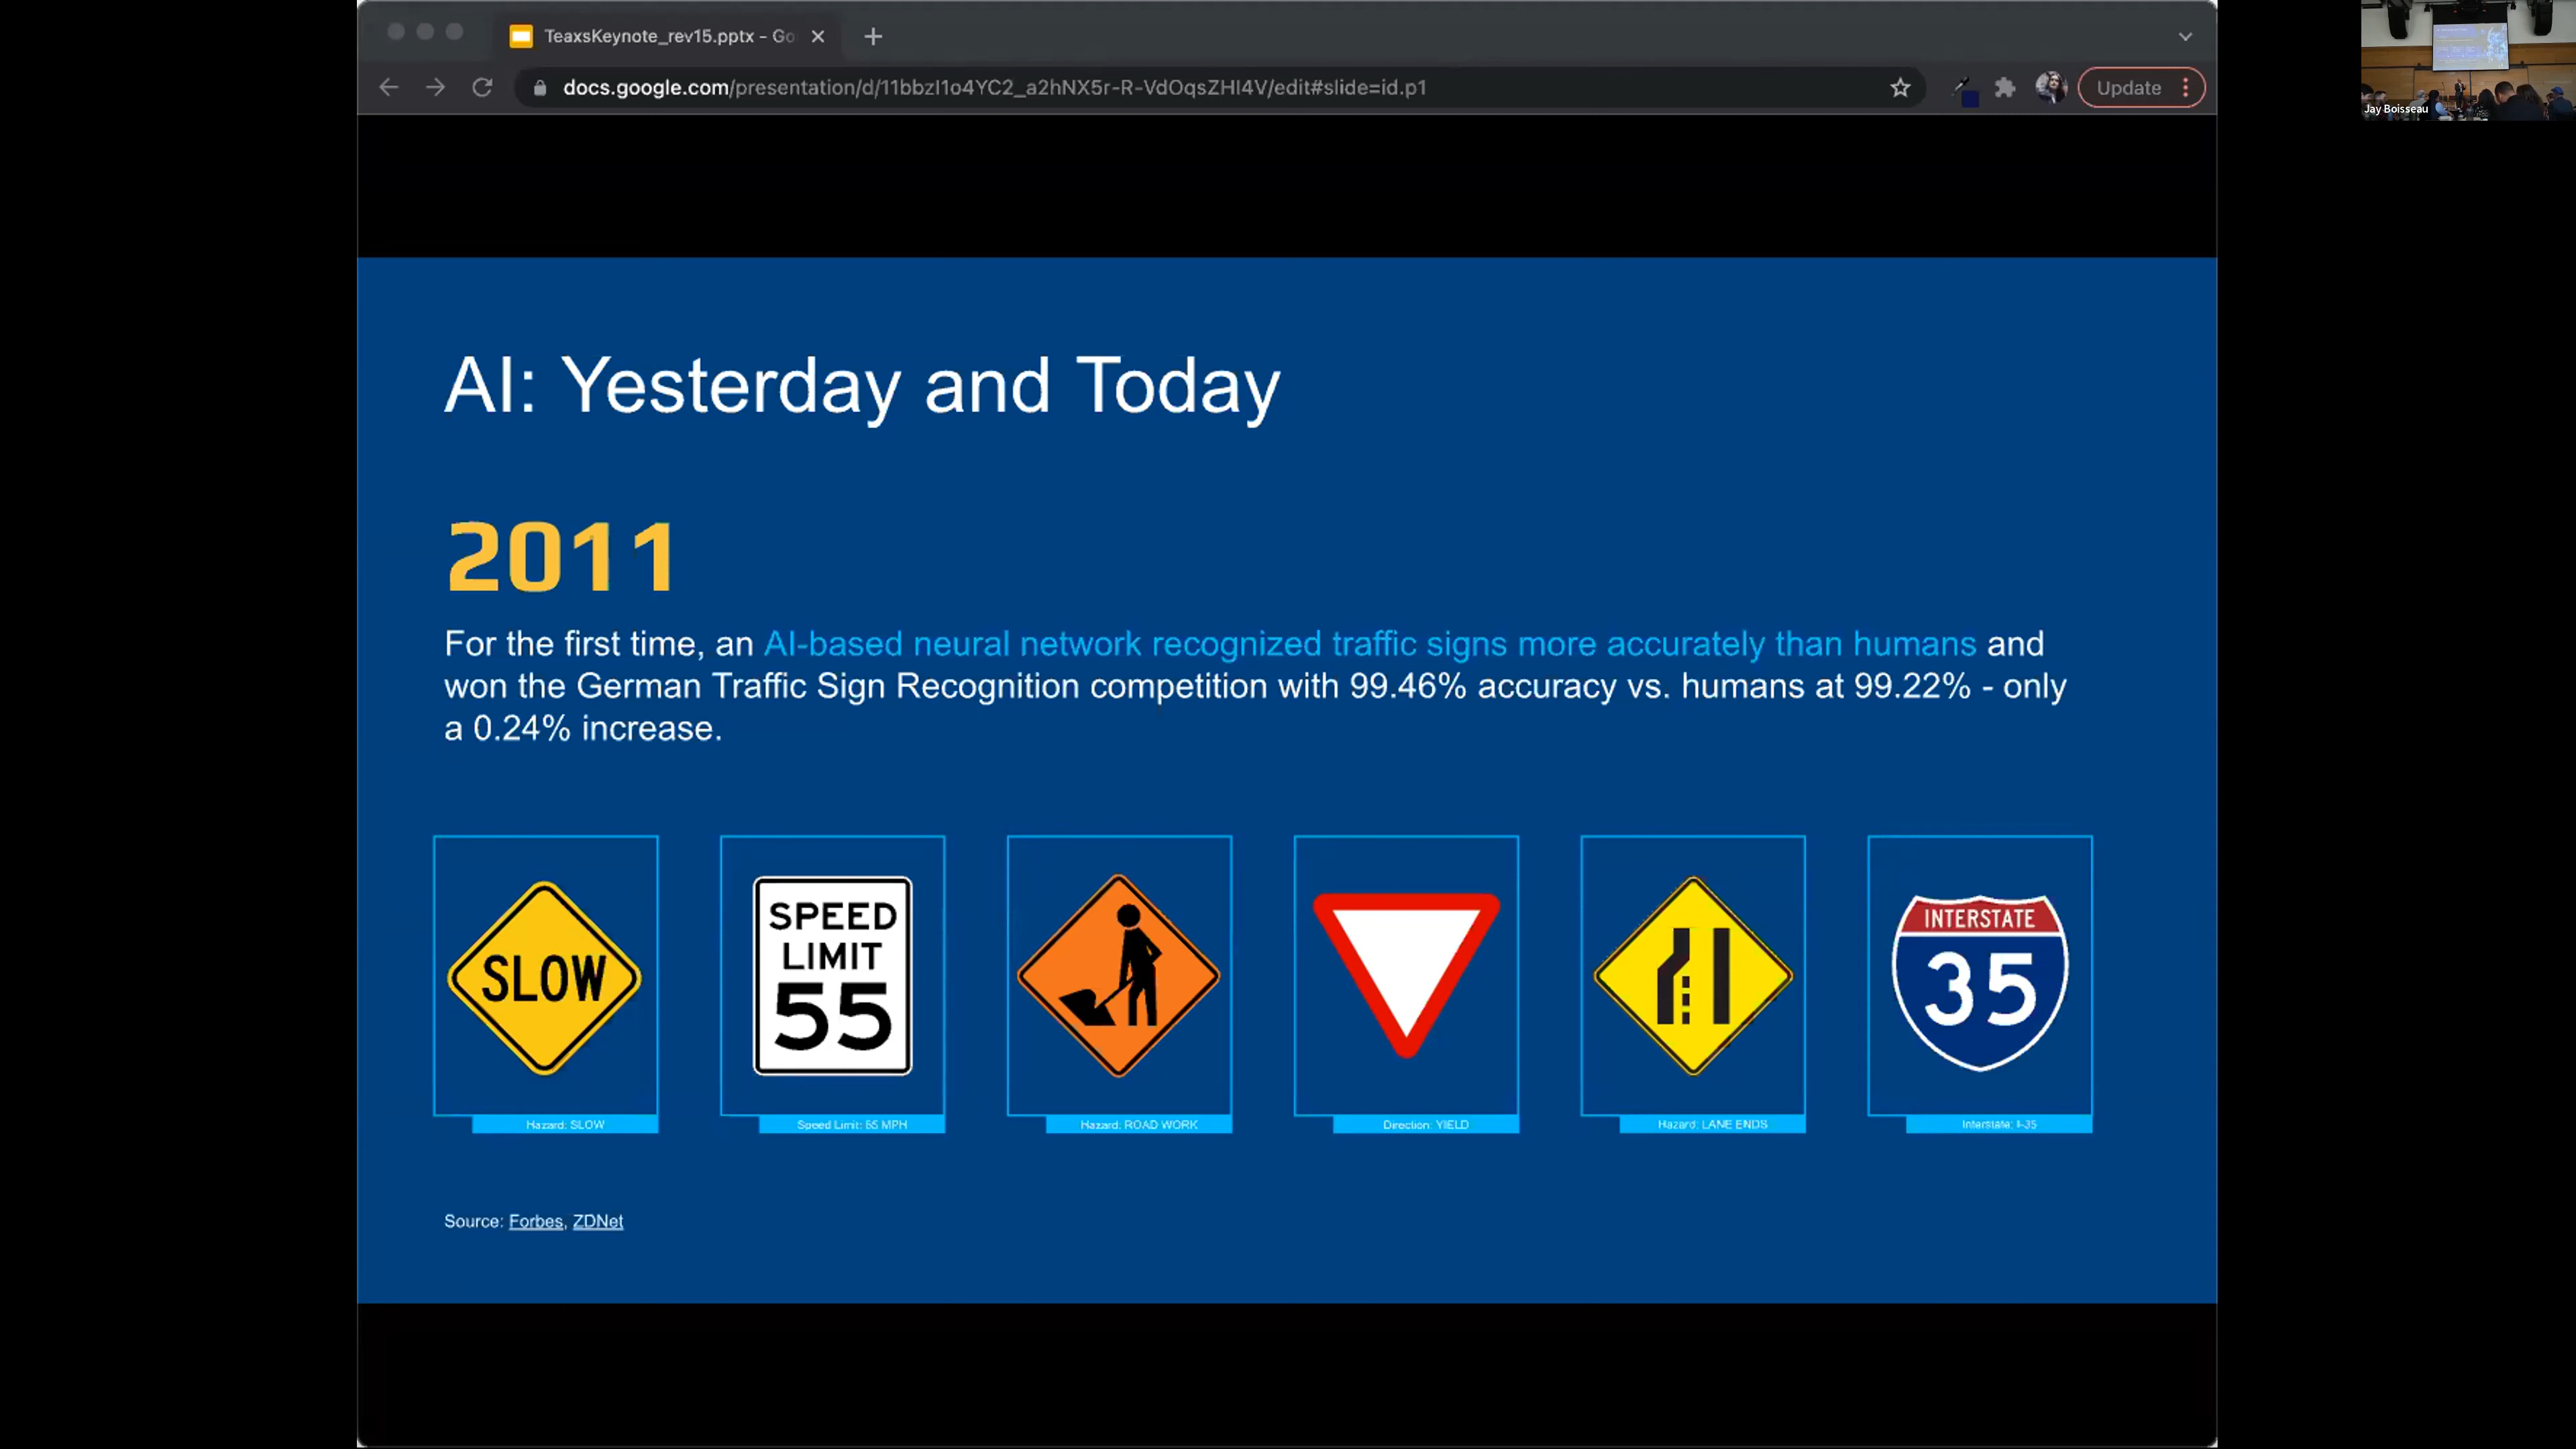 TeaxsKeynote_rev15.pptx - Go
docs.google.com/presentation/d/11bbzI1o4YC2_a2hNX5r-R-VdOqsZHI4V/edit#slide=id.p1
Update
Jay Boisseau
AI: Yesterday and Today
2011
For the first time, an AI-based neural network recognized traffic signs more accurately than humans and
won the German Traffic Sign Recognition competition with 99.46% accuracy vs. humans at 99.22% - only
a 0.24% increase.
SLOW
SPEED
LIMIT
55
INTERSTATE
35
Hazard: SLOW
Speed Limit: 55 MPH
Hazard: ROAD WORK
Direction: YIELD
Hazard: LANE ENDS
Interstate: I-35
Source: Forbes, ZDNet